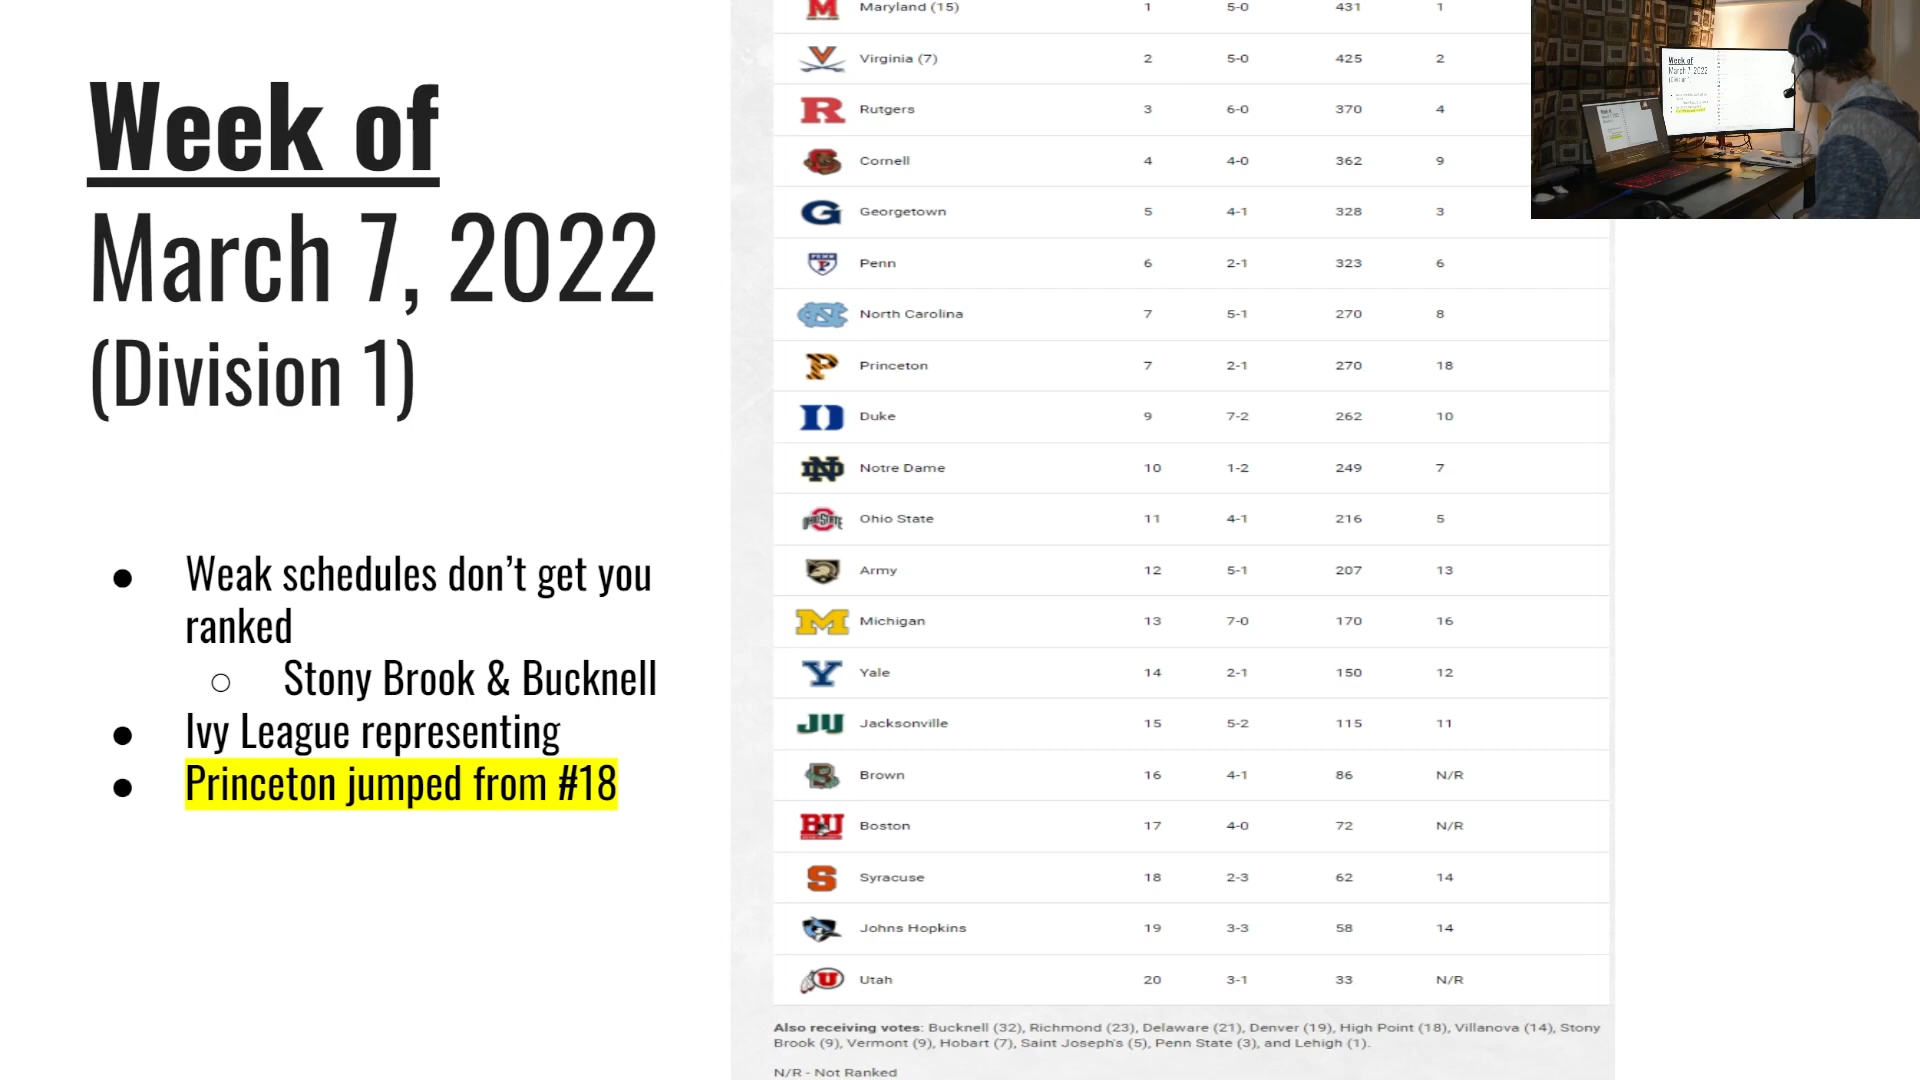 Week of
March 7, 2022
(Division 1)
Weak schedules don’t get you
ranked
Stony Brook & Bucknell
Ivy League representing
Princeton jumped from #18
Maryland (15) 1 5-0 431 1
Virginia (7) 2 5-0 425 2
Rutgers 3 6-0 370 4
Cornell 4 4-0 362 9
Georgetown 5 4-1 328 3
Penn 6 2-1 323 6
North Carolina 7 5-1 270 8
Princeton 7 2-1 270 18
Duke 9 7-2 262 10
Notre Dame 10 1-2 249 7
Ohio State 11 4-1 216 5
Army 12 5-1 207 13
Michigan 13 7-0 170 16
Yale 14 2-1 150 12
Jacksonville 15 5-2 115 11
Brown 16 4-1 86 N/R
Boston 17 4-0 72 N/R
Syracuse 18 2-3 62 14
Johns Hopkins 19 3-3 58 14
Utah 20 3-1 33 N/R
Also receiving votes: Bucknell (32), Richmond (23), Delaware (21), Denver (19), High Point (18), Villanova (14), Stony
Brook (9), Vermont (9), Hobart (7), Saint Joseph's (5), Penn State (3), and Lehigh (1).
N/R - Not Ranked
Week of
March 7, 2022